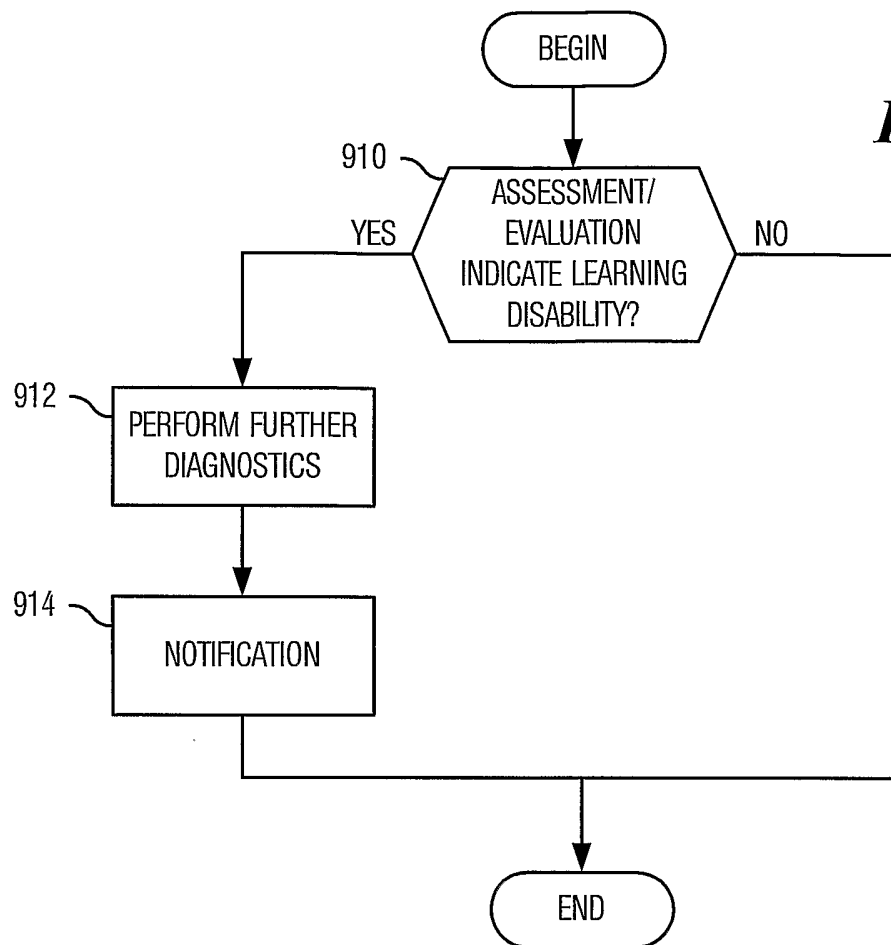 BEGIN
910
ASSESSMENT/
EVALUATION
INDICATE LEARNING
DISABILITY?
YES
NO
912
PERFORM FURTHER
DIAGNOSTICS
914
NOTIFICATION
END